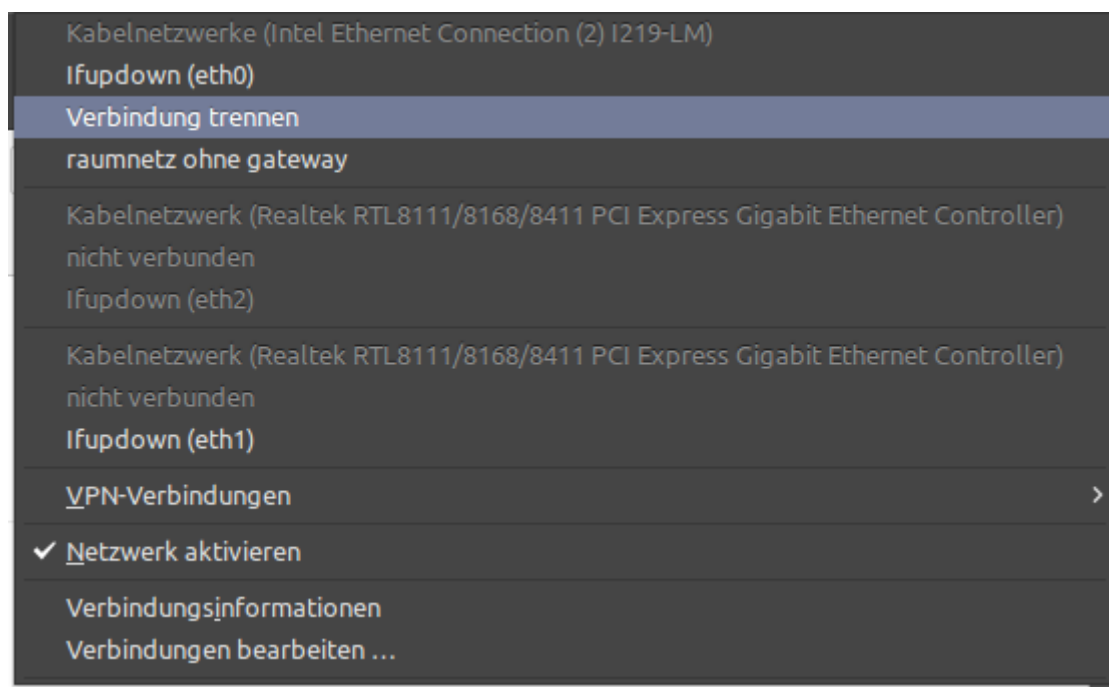 Kabelnetzwerke (Intel Ethernet Connection (2) I219-LM)
Ifupdown (eth0)
Verbindung trennen
raumnetz ohne gateway
Kabelnetzwerk (Realtek RTL8111/8168/8411 PCI Express Gigabit Ethernet Controller)
nicht verbunden
Ifupdown (eth2)
Kabelnetzwerk (Realtek RTL8111/8168/8411 PCI Express Gigabit Ethernet Controller)
nicht verbunden
Ifupdown (eth1)
VPN-Verbindungen
Netzwerk aktivieren
Verbindungsinformationen
Verbindungen bearbeiten …